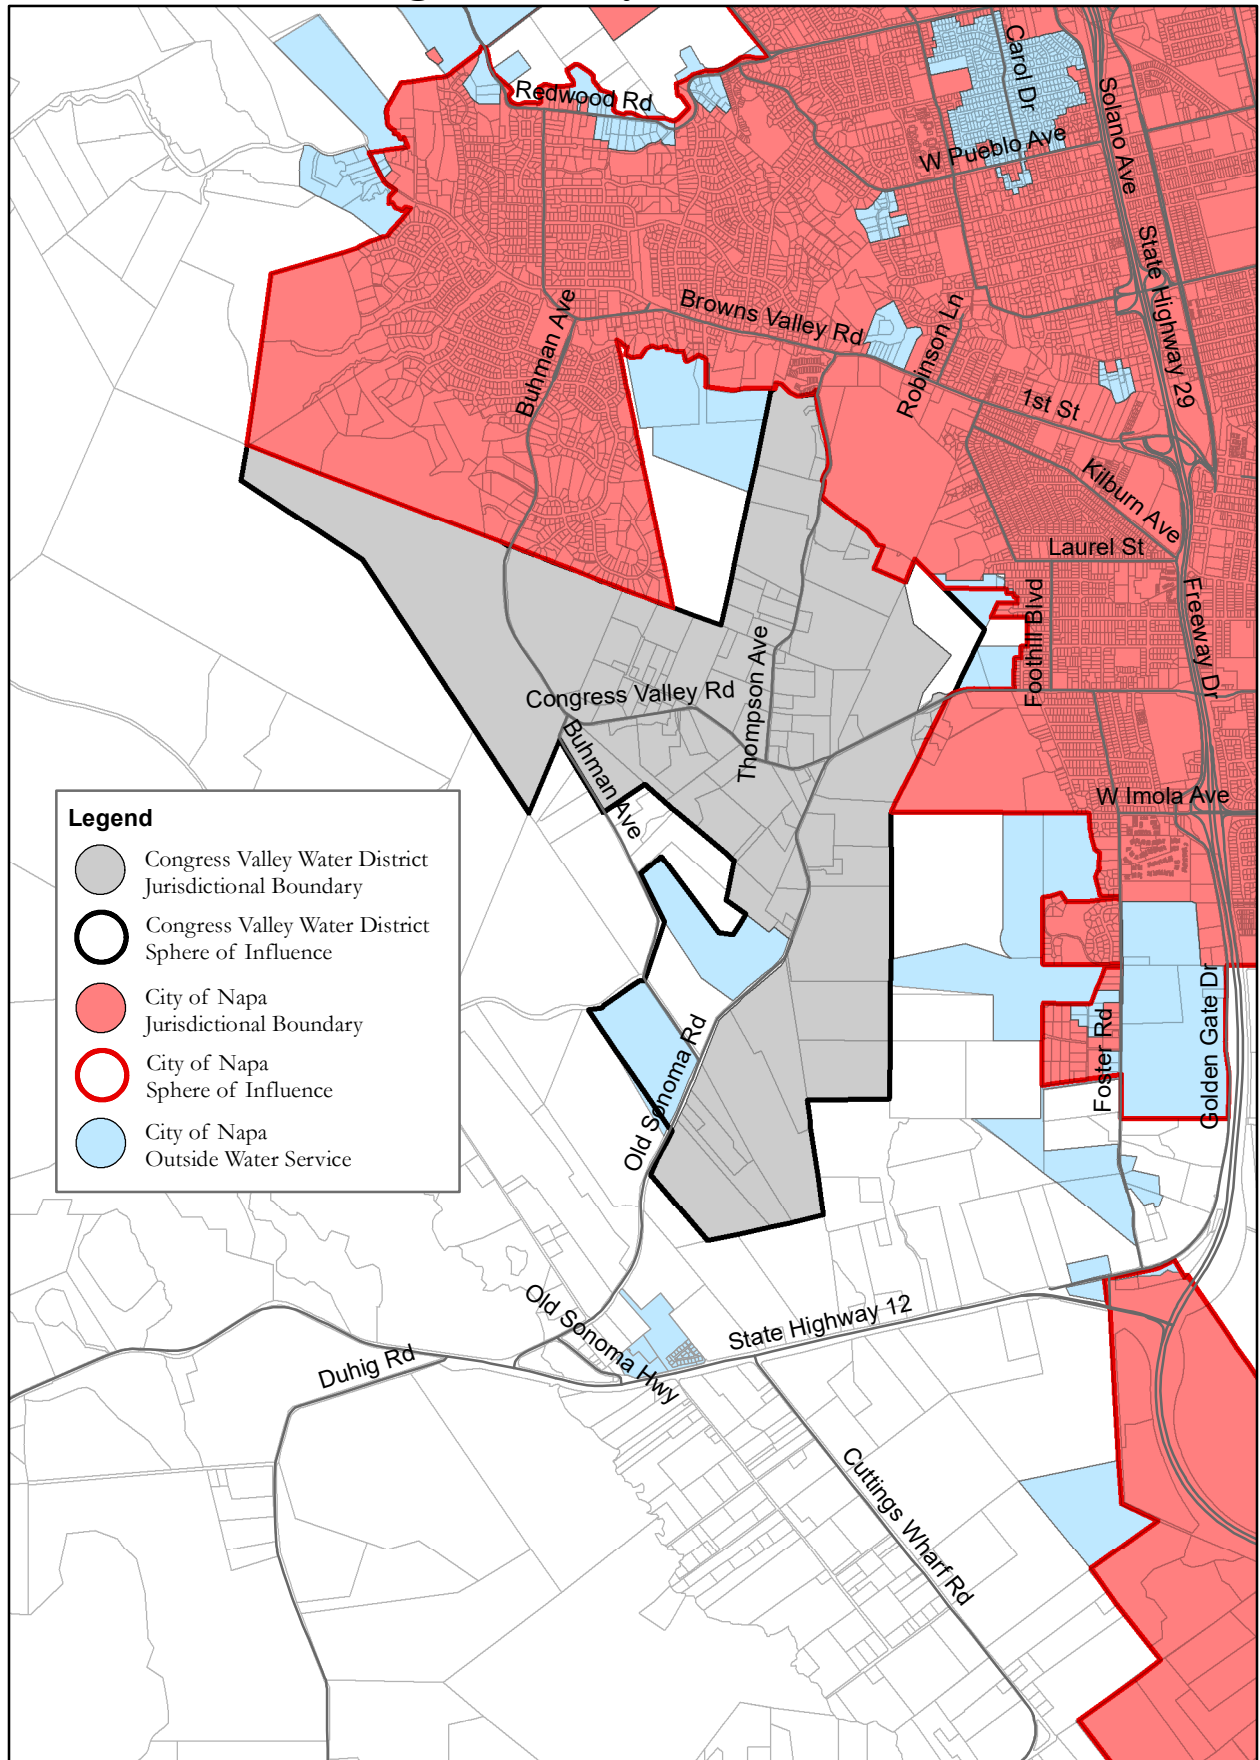 Redwood Rd
Carol Dr
Solano Ave
W Pueblo Ave
State Highway 29
Browns Valley Rd
Buhman Ave
Robinson Ln
1st St
Kilburn Ave
Laurel St
Foothill Blvd
Freeway Dr
Thompson Ave
Congress Valley Rd
Buhman Ave
W Imola Ave
Legend
Congress Valley Water District
Jurisdictional Boundary
Congress Valley Water District
Sphere of Influence
City of Napa
Jurisdictional Boundary
City of Napa
Sphere of Influence
City of Napa
Outside Water Service
Golden Gate Dr
Foster Rd
Old Sonoma Rd
Old Sonoma Hwy
State Highway 12
Duhig Rd
Cuttings Wharf Rd